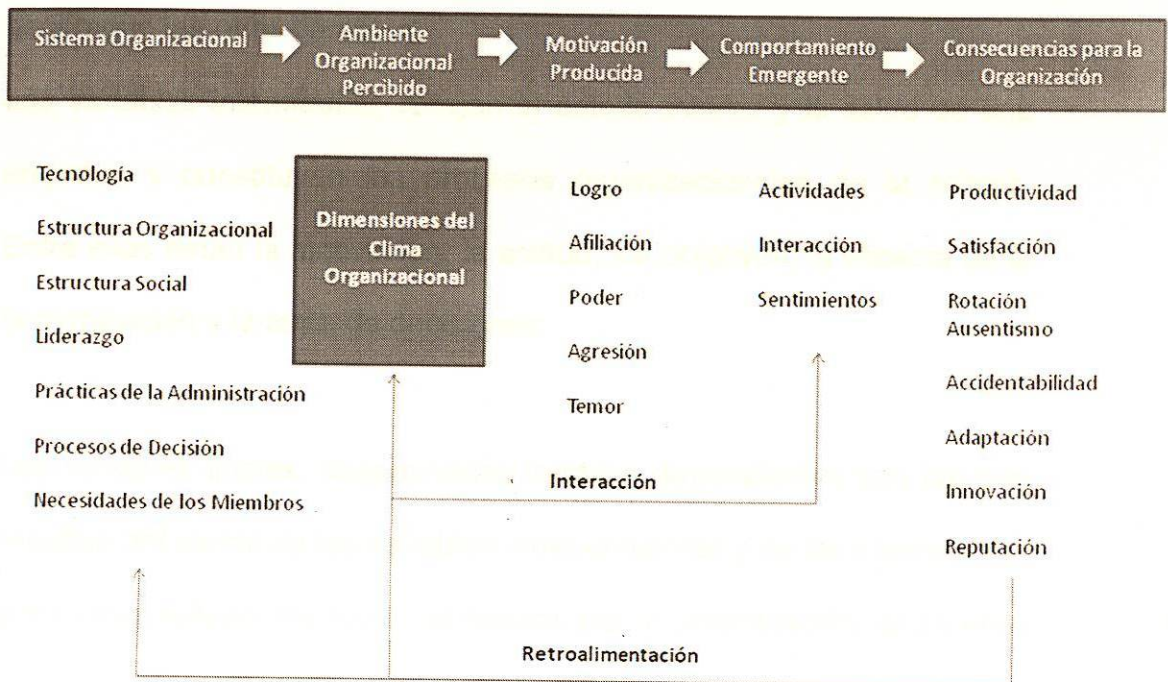 Sistema Organizacional
Ambiente
Organizacional
Percibido
Motivación
Producida
Comportamiento
Emergente
Consecuencias para la
Organización
Tecnología
Estructura Organizacional
Estructura Social
Liderazgo
Prácticas de la Administración
Procesos de Decisión
Necesidades de los Miembros
Dimensiones del
Clima
Organizacional
Logro
Afiliación
Poder
Agresión
Temor
Actividades
Interacción
Sentimientos
Productividad
Satisfacción
Rotación
Ausentismo
Accidentabilidad
Adaptación
Innovación
Reputación
Interacción
Retroalimentación